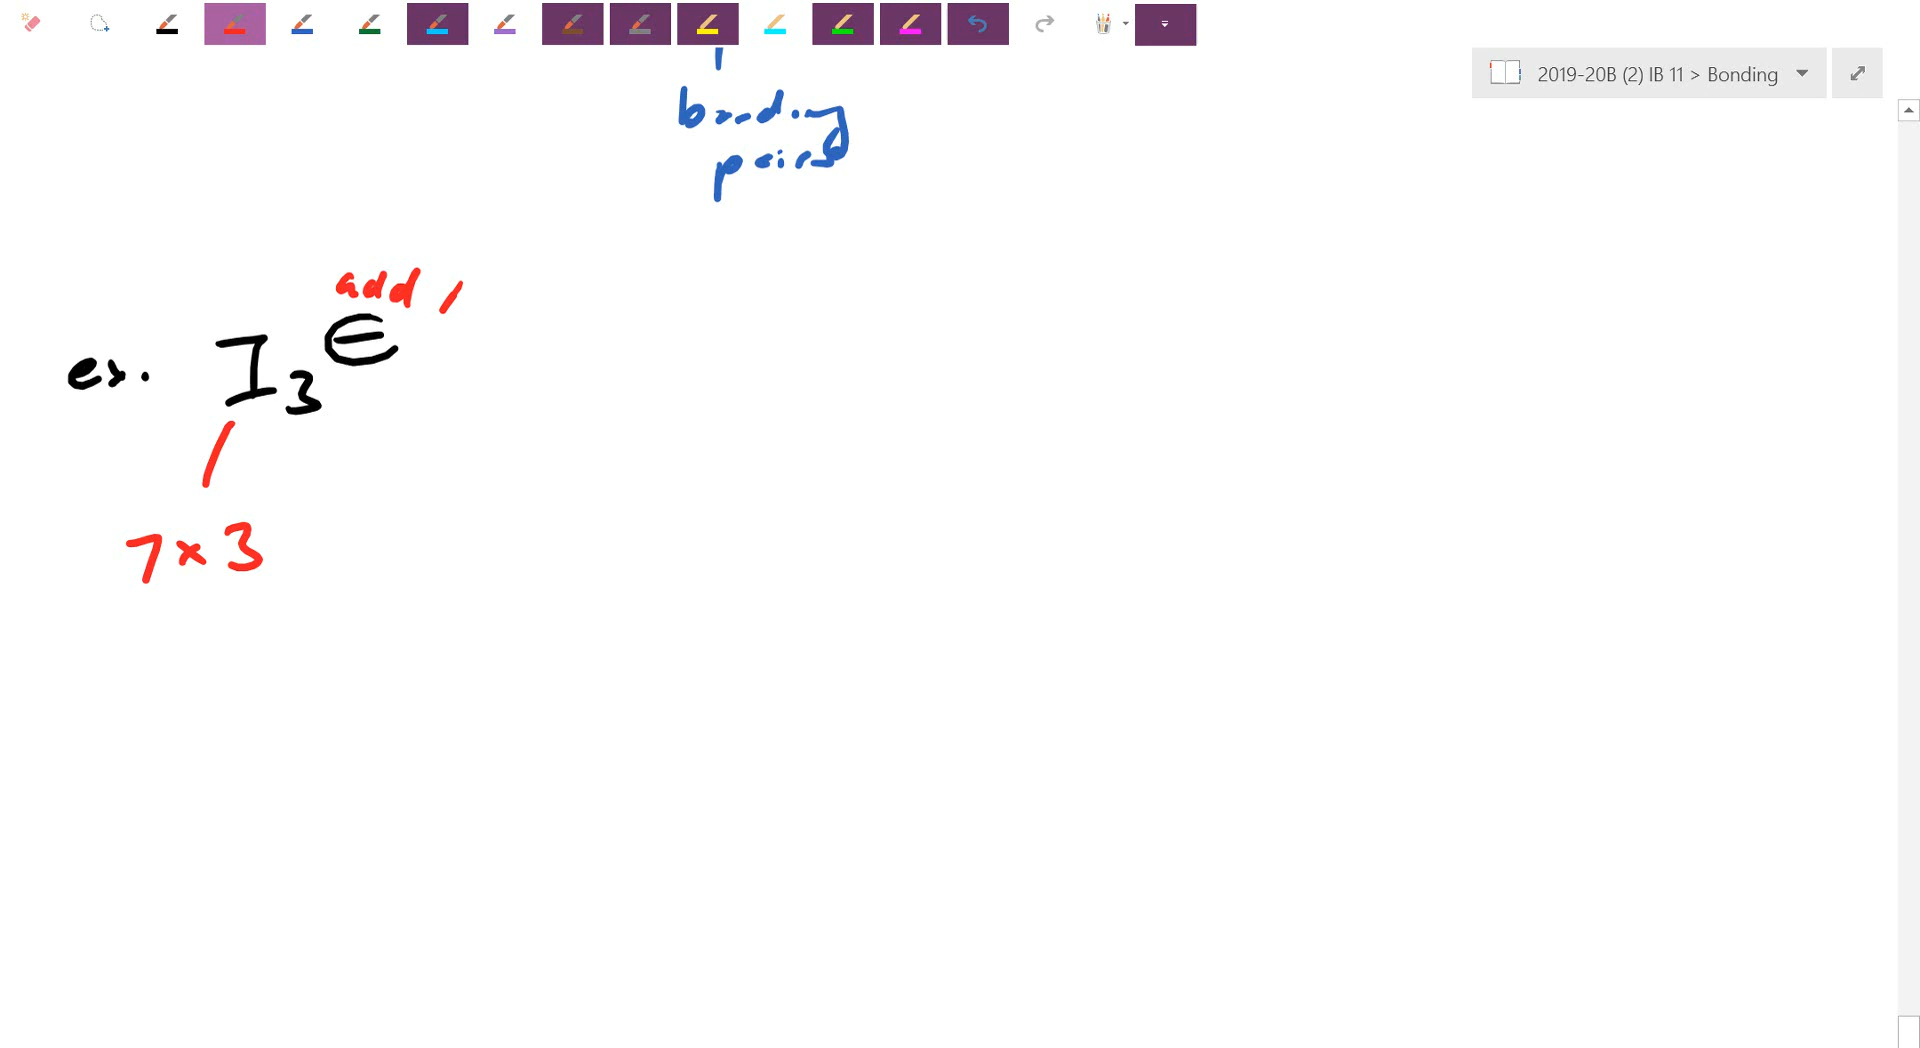 2019-20B (2) IB 11 > Bonding
bonding
pairs
add 1
ex. I₃⊖
7 × 3